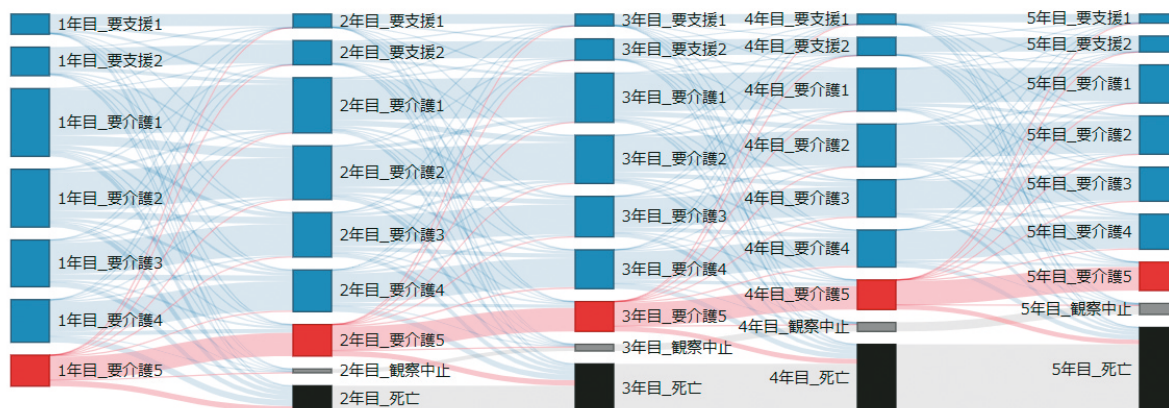 1年目_要支援1
1年目_要支援2
1年目_要介護1
1年目_要介護2
1年目_要介護3
1年目_要介護4
1年目_要介護5
2年目_要支援1
2年目_要支援2
2年目_要介護1
2年目_要介護2
2年目_要介護3
2年目_要介護4
2年目_要介護5
2年目_観察中止
2年目_死亡
3年目_要支援1
3年目_要支援2
3年目_要介護1
3年目_要介護2
3年目_要介護3
3年目_要介護4
3年目_要介護5
3年目_観察中止
3年目_死亡
4年目_要支援1
4年目_要支援2
4年目_要介護1
4年目_要介護2
4年目_要介護3
4年目_要介護4
4年目_要介護5
4年目_観察中止
4年目_死亡
5年目_要支援1
5年目_要支援2
5年目_要介護1
5年目_要介護2
5年目_要介護3
5年目_要介護4
5年目_要介護5
5年目_観察中止
5年目_死亡